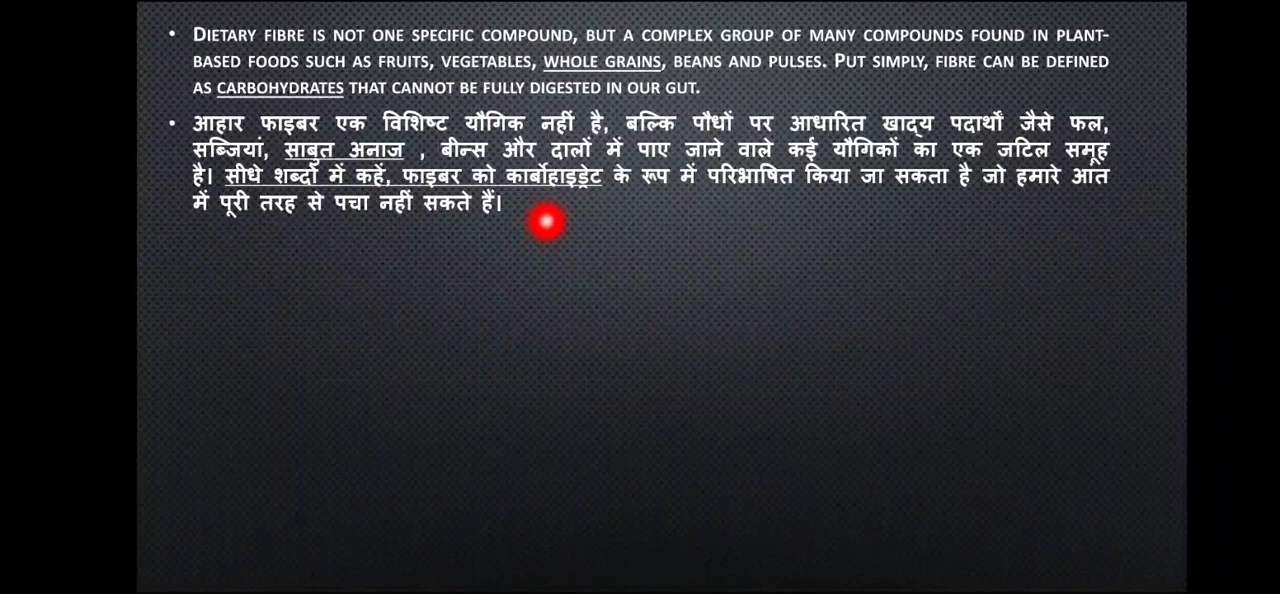 • DIETARY FIBRE IS NOT ONE SPECIFIC COMPOUND, BUT A COMPLEX GROUP OF MANY COMPOUNDS FOUND IN PLANT-
BASED FOODS SUCH AS FRUITS, VEGETABLES, WHOLE GRAINS, BEANS AND PULSES. PUT SIMPLY, FIBRE CAN BE DEFINED
AS CARBOHYDRATES THAT CANNOT BE FULLY DIGESTED IN OUR GUT.
• आहार फाइबर एक विशिष्ट यौगिक नहीं है, बल्कि पौधों पर आधारित खाद्य पदार्थों जैसे फल,
सब्जियां, साबुत अनाज , बीन्स और दालों में पाए जाने वाले कई यौगिकों का एक जटिल समूह
है। सीधे शब्दों में कहें, फाइबर को कार्बोहाइड्रेट के रूप में परिभाषित किया जा सकता है जो हमारे आंत
में पूरी तरह से पचा नहीं सकते हैं।